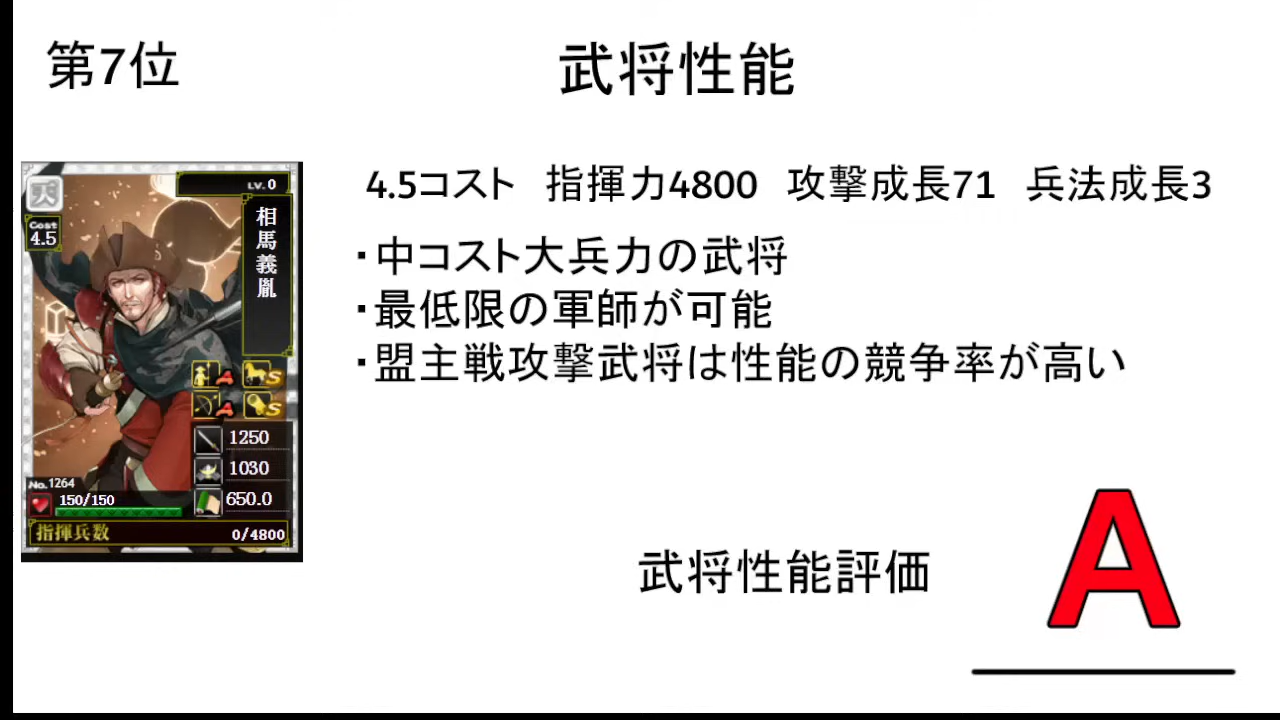 第7位
武将性能
天
LV.0
Cost
4.5
相馬義胤
A
S
A
S
1250
1030
650.0
No.1264
150/150
指揮兵数
0/4800
4.5コスト 指揮力4800 攻撃成長71 兵法成長3
・中コスト大兵力の武将
・最低限の軍師が可能
・盟主戦攻撃武将は性能の競争率が高い
武将性能評価
A